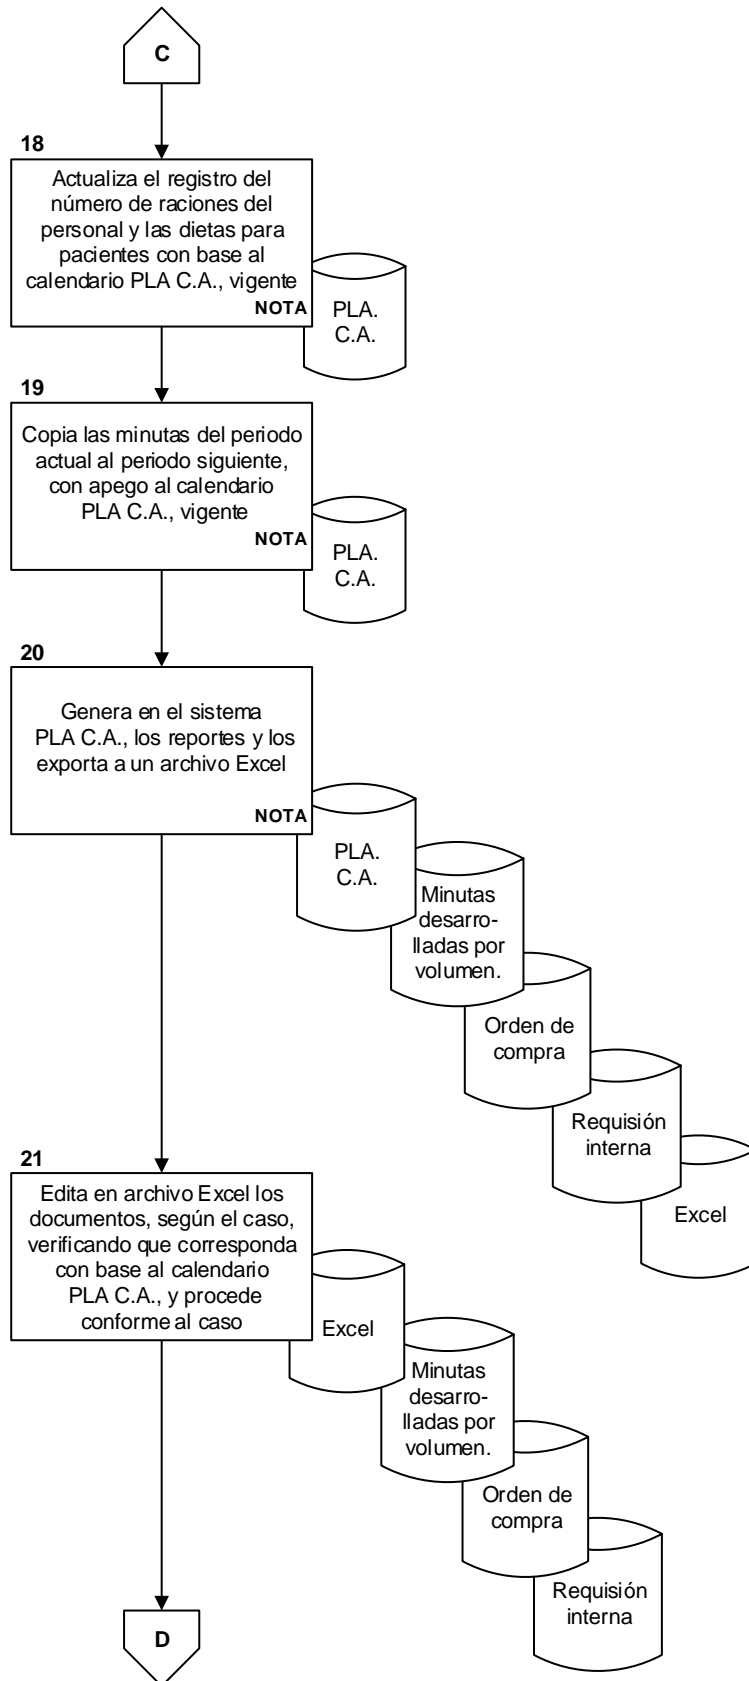 C
18
Actualiza el registro del
número de raciones del
personal y las dietas para
pacientes con base al
calendario PLA C.A., vigente
NOTA
PLA.
C.A.
19
Copia las minutas del periodo
actual al periodo siguiente,
con apego al calendario
PLA C.A., vigente
NOTA
PLA.
C.A.
20
Genera en el sistema
PLA C.A., los reportes y los
exporta a un archivo Excel
NOTA
PLA.
C.A.
Minutas
desarro-
lladas por
volumen.
Orden de
compra
Requisión
interna
Excel
21
Edita en archivo Excel los
documentos, según el caso,
verificando que corresponda
con base al calendario
PLA C.A., y procede
conforme al caso
Excel
Minutas
desarro-
lladas por
volumen.
Orden de
compra
Requisión
interna
D